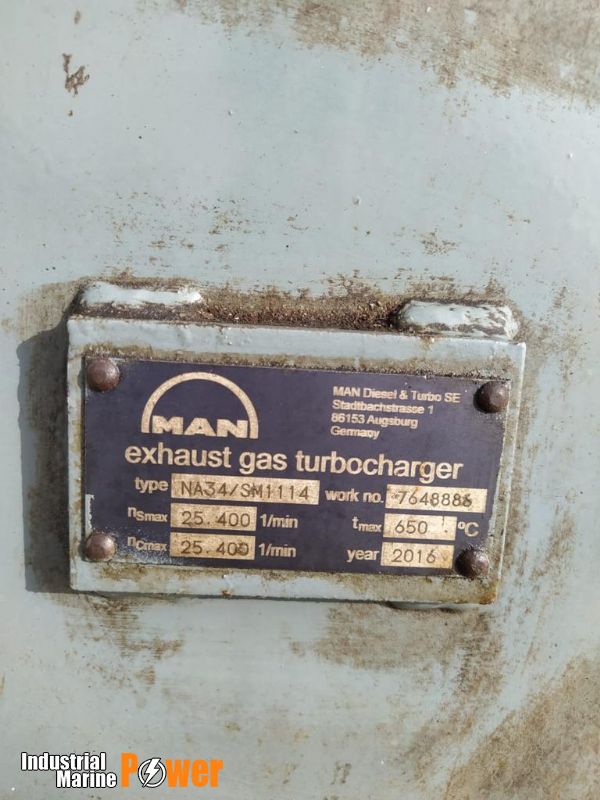 MAN
MAN Diesel & Turbo SE
Stadtbachstrasse 1
86153 Augsburg
Germany
exhaust gas turbocharger
type NA34/SM1114 work no. 7648886
nSmax 25.400 1/min tmax 650 ºC
nCmax 25.400 1/min year 2016
Industrial
Marine Power